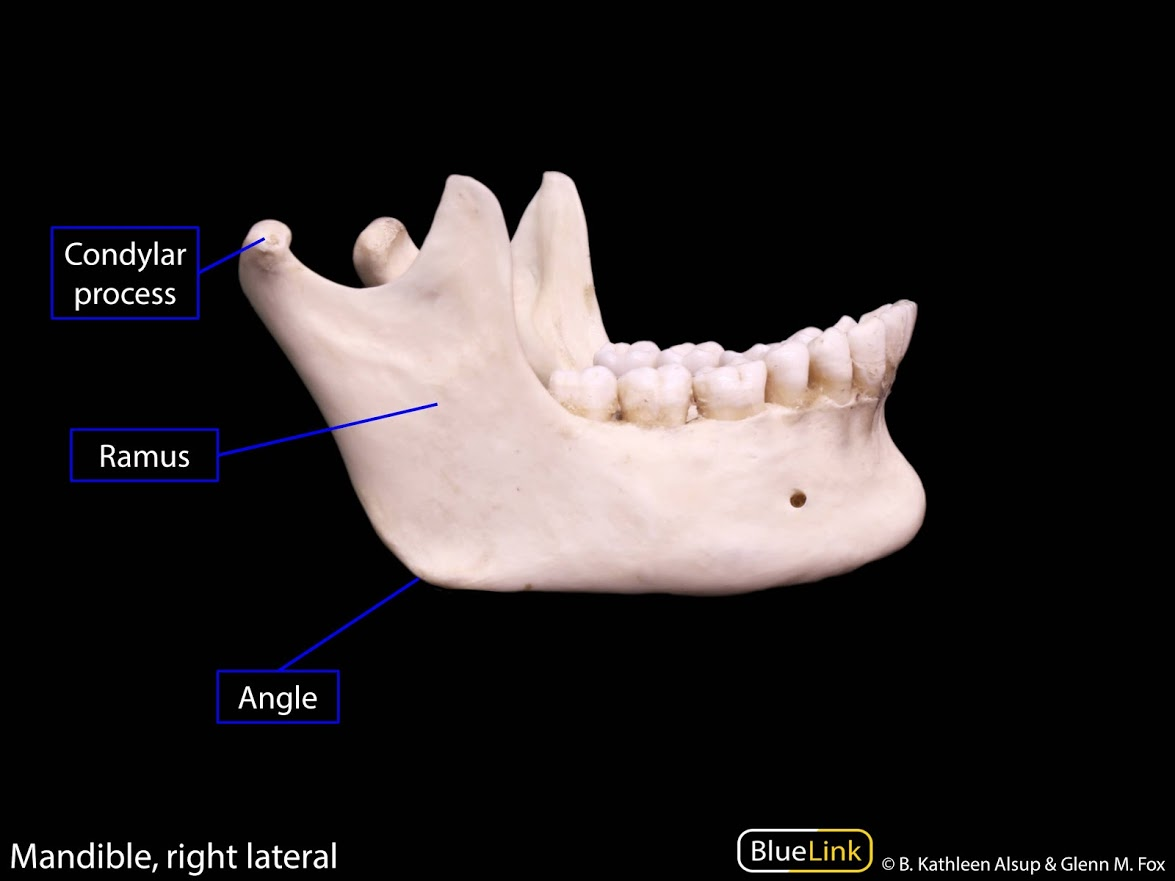 Condylar
process
Ramus
Angle
Mandible, right lateral
BlueLink
© B. Kathleen Alsup & Glenn M. Fox